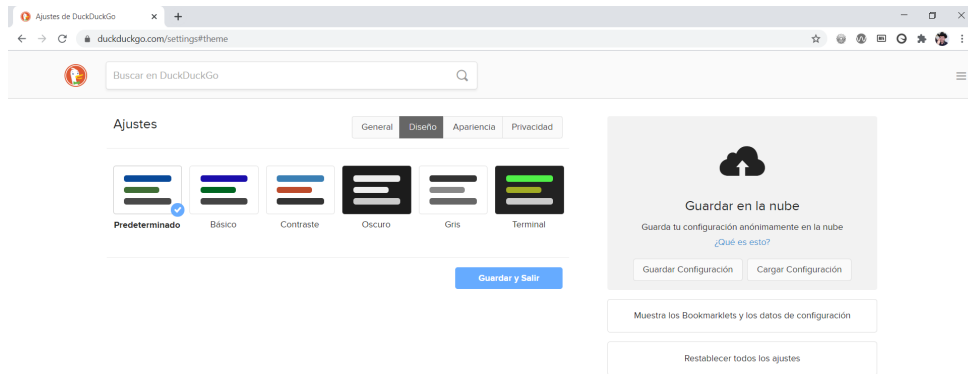 Ajustes de DuckDuckGo
duckduckgo.com/settings#theme
Buscar en DuckDuckGo
Ajustes
General Diseño Apariencia Privacidad
Predeterminado Básico Contraste Oscuro Gris Terminal
Guardar y Salir
Guardar en la nube
Guarda tu configuración anónimamente en la nube
¿Qué es esto?
Guardar Configuración Cargar Configuración
Muestra los Bookmarklets y los datos de configuración
Restablecer todos los ajustes